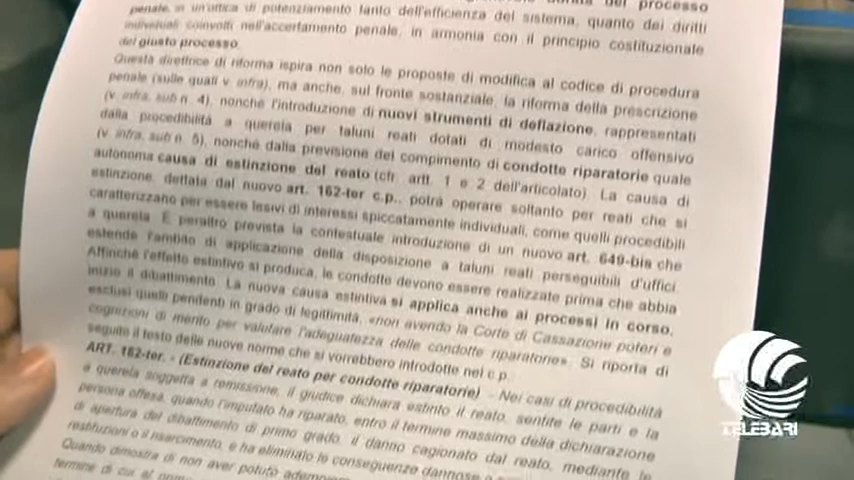 processo
penale, in un'ottica di potenziamento tanto dell'efficienza del sistema, quanto dei diritti
individuali coinvolti nell'accertamento penale, in armonia con il principio costituzionale
del giusto processo.
Questa direttrice di riforma ispira non solo le proposte di modifica al codice di procedura
penale (sulle quali v. infra), ma anche, sul fronte sostanziale, la riforma della prescrizione
(v. infra, sub n. 4), nonché l'introduzione di nuovi strumenti di deflazione, rappresentati
dalla procedibilità a querela per taluni reati dotati di modesto carico offensivo
(v. infra, sub n. 5), nonché dalla previsione del compimento di condotte riparatorie quale
autonoma causa di estinzione del reato (cfr. artt. 1 e 2 dell'articolato). La causa di
estinzione, dettata dal nuovo art. 162-ter c.p., potrà operare soltanto per reati che si
caratterizzano per essere lesivi di interessi spiccatamente individuali, come quelli procedibili
a querela. È peraltro prevista la contestuale introduzione di un nuovo art. 649-bis che
estende l'ambito di applicazione della disposizione a taluni reati perseguibili d'uffici
Affinché l'effetto estintivo si produca, le condotte devono essere realizzate prima che abbia
inizio il dibattimento. La nuova causa estintiva si applica anche ai processi in corso,
esclusi quelli pendenti in grado di legittimità, «non avendo la Corte di Cassazione poteri e
cognizioni di merito per valutare l'adeguatezza delle condotte riparatorie». Si riporta di
seguito il testo delle nuove norme che si vorrebbero introdotte nel c.p.
ART. 162-ter. - (Estinzione del reato per condotte riparatorie) - Nei casi di procedibilità
a querela soggetta a remissione, il giudice dichiara estinto il reato, sentite le parti e la
persona offesa, quando l'imputato ha riparato, entro il termine massimo della dichiarazione
di apertura del dibattimento di primo grado, il danno cagionato dal reato, mediante le
restituzioni o il risarcimento, e ha eliminato le conseguenze dannose o
Quando dimostra di non aver potuto
termine di cui al
TELEBARI